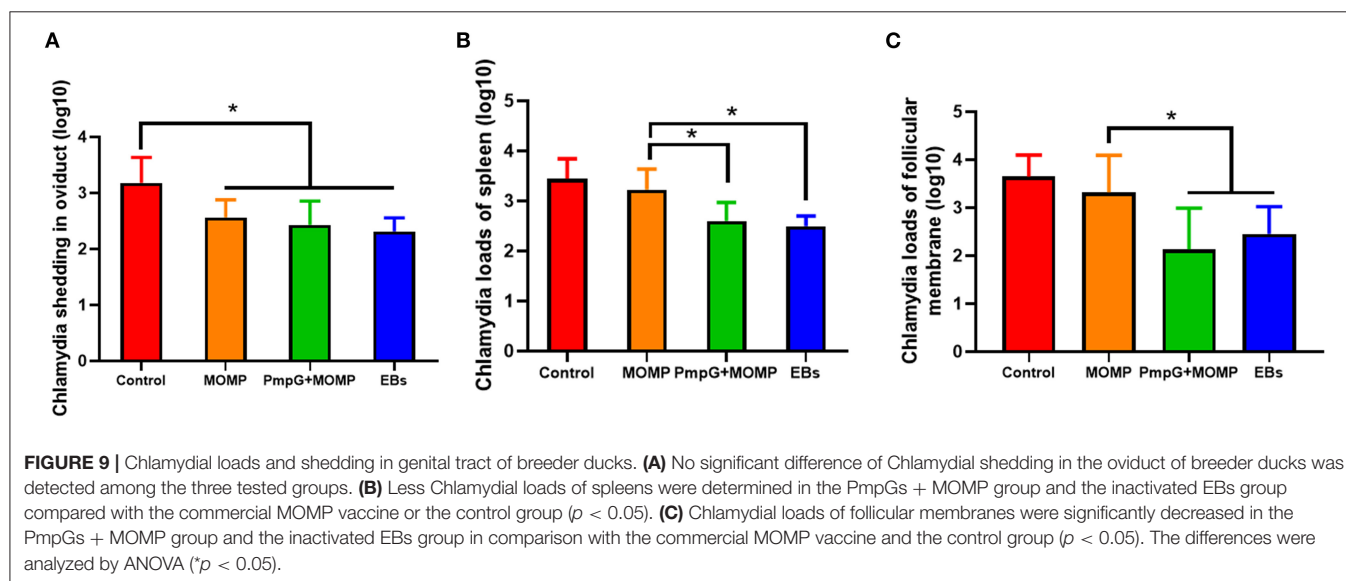 A
Chlamydia shedding in oviduct (log10)
4
3
2
1
0
*
Control MOMP PmpG+MOMP EBs
B
Chlamydia loads of spleen (log10)
5
4
3
2
1
0
*
*
Control MOMP PmpG+MOMP EBs
C
Chlamydia loads of follicular
membrane (log10)
5
4
3
2
1
0
*
Control MOMP PmpG+MOMP EBs
FIGURE 9 | Chlamydial loads and shedding in genital tract of breeder ducks. (A) No significant difference of Chlamydial shedding in the oviduct of breeder ducks was
detected among the three tested groups. (B) Less Chlamydial loads of spleens were determined in the PmpGs + MOMP group and the inactivated EBs group
compared with the commercial MOMP vaccine or the control group (p < 0.05). (C) Chlamydial loads of follicular membranes were significantly decreased in the
PmpGs + MOMP group and the inactivated EBs group in comparison with the commercial MOMP vaccine and the control group (p < 0.05). The differences were
analyzed by ANOVA (*p < 0.05).